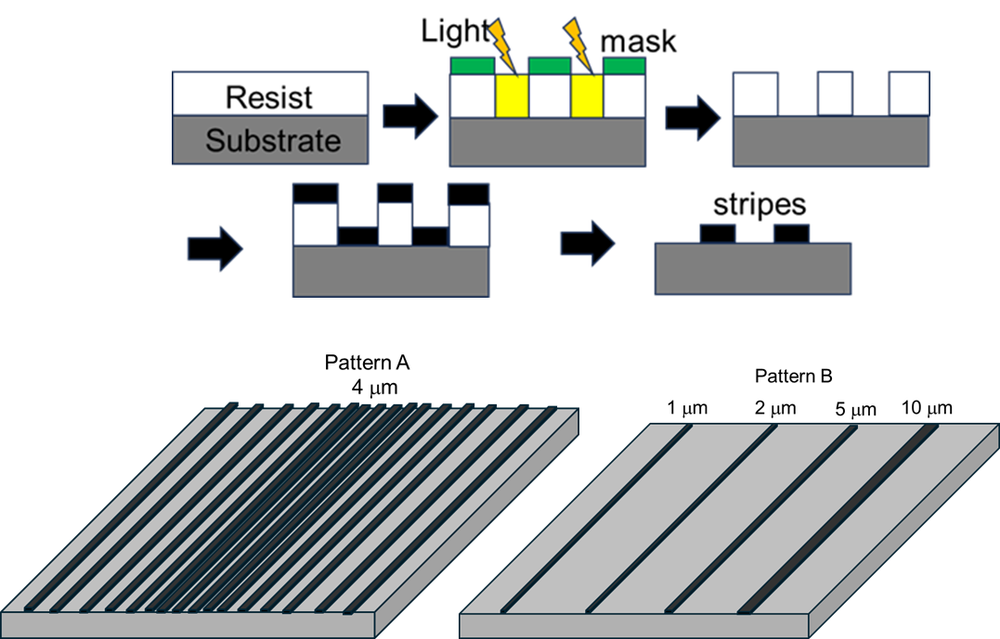 Light
mask
Resist
Substrate
stripes
Pattern A
4 μm
Pattern B
1 μm
2 μm
5 μm
10 μm